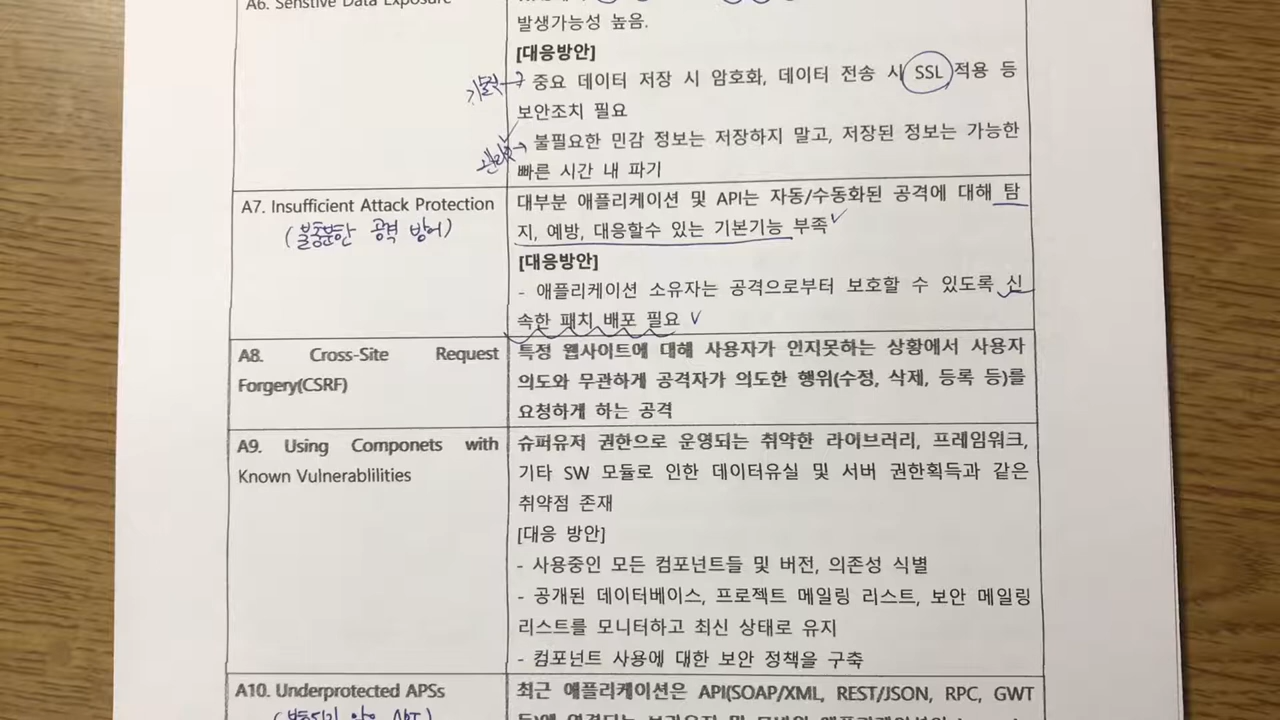 A6. Senstive Data Exposure
발생가능성 높음.
[대응방안]
기술적→ 중요 데이터 저장 시 암호화, 데이터 전송 시 SSL 적용 등
보안조치 필요
관리적→ 불필요한 민감 정보는 저장하지 말고, 저장된 정보는 가능한
빠른 시간 내 파기
A7. Insufficient Attack Protection
(불충분한 공격 방어)
대부분 애플리케이션 및 API는 자동/수동화된 공격에 대해 탐
지, 예방, 대응할수 있는 기본기능 부족
[대응방안]
- 애플리케이션 소유자는 공격으로부터 보호할 수 있도록 신
속한 패치 배포 필요
A8. Cross-Site Request
Forgery(CSRF)
특정 웹사이트에 대해 사용자가 인지못하는 상황에서 사용자
의도와 무관하게 공격자가 의도한 행위(수정, 삭제, 등록 등)를
요청하게 하는 공격
A9. Using Componets with
Known Vulnerablilities
슈퍼유저 권한으로 운영되는 취약한 라이브러리, 프레임워크,
기타 SW 모듈로 인한 데이터유실 및 서버 권한획득과 같은
취약점 존재
[대응 방안]
- 사용중인 모든 컴포넌트들 및 버전, 의존성 식별
- 공개된 데이터베이스, 프로젝트 메일링 리스트, 보안 메일링
리스트를 모니터하고 최신 상태로 유지
- 컴포넌트 사용에 대한 보안 정책을 구축
A10. Underprotected APSs
최근 애플리케이션은 API(SOAP/XML, REST/JSON, RPC, GWT